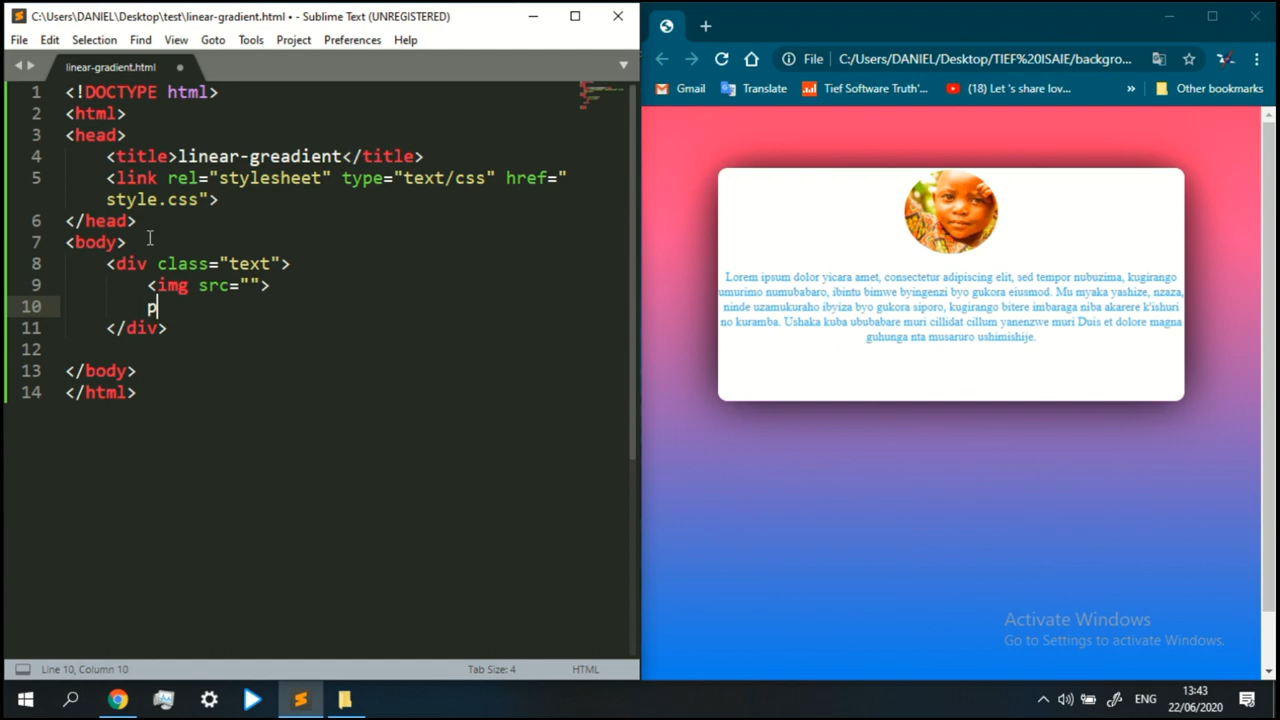 C:\Users\DANIEL\Desktop\test\linear-gradient.html • - Sublime Text (UNREGISTERED)
File Edit Selection Find View Goto Tools Project Preferences Help
linear-gradient.html
1 <!DOCTYPE html>
2 <html>
3 <head>
4 <title>linear-greadient</title>
5 <link rel="stylesheet" type="text/css" href="
style.css">
6 </head>
7 <body>
8 <div class="text">
9 <img src="">
10 p
11 </div>
12
13 </body>
14 </html>
Line 10, Column 10 Tab Size: 4 HTML
File C:/Users/DANIEL/Desktop/TIEF%20ISAIE/backgro...
Gmail Translate Tief Software Truth'... (18) Let 's share lov... » Other bookmarks
Lorem ipsum dolor yicara amet, consectetur adipiscing elit, sed tempor nubuzima, kugirango
umurimo numubabaro, ibintu bimwe byingenzi byo gukora eiusmod. Mu myaka yashize, nzaza,
ninde uzamukuraho ibyiza byo gukora siporo, kugirango bitere imbaraga niba akarere k'ishuri
no kuramba. Ushaka kuba ububabare muri cillidat cillum yanenzwe muri Duis et dolore magna
guhunga nta musaruro ushimishije.
Activate Windows
Go to Settings to activate Windows.
ENG
13:43
22/06/2020